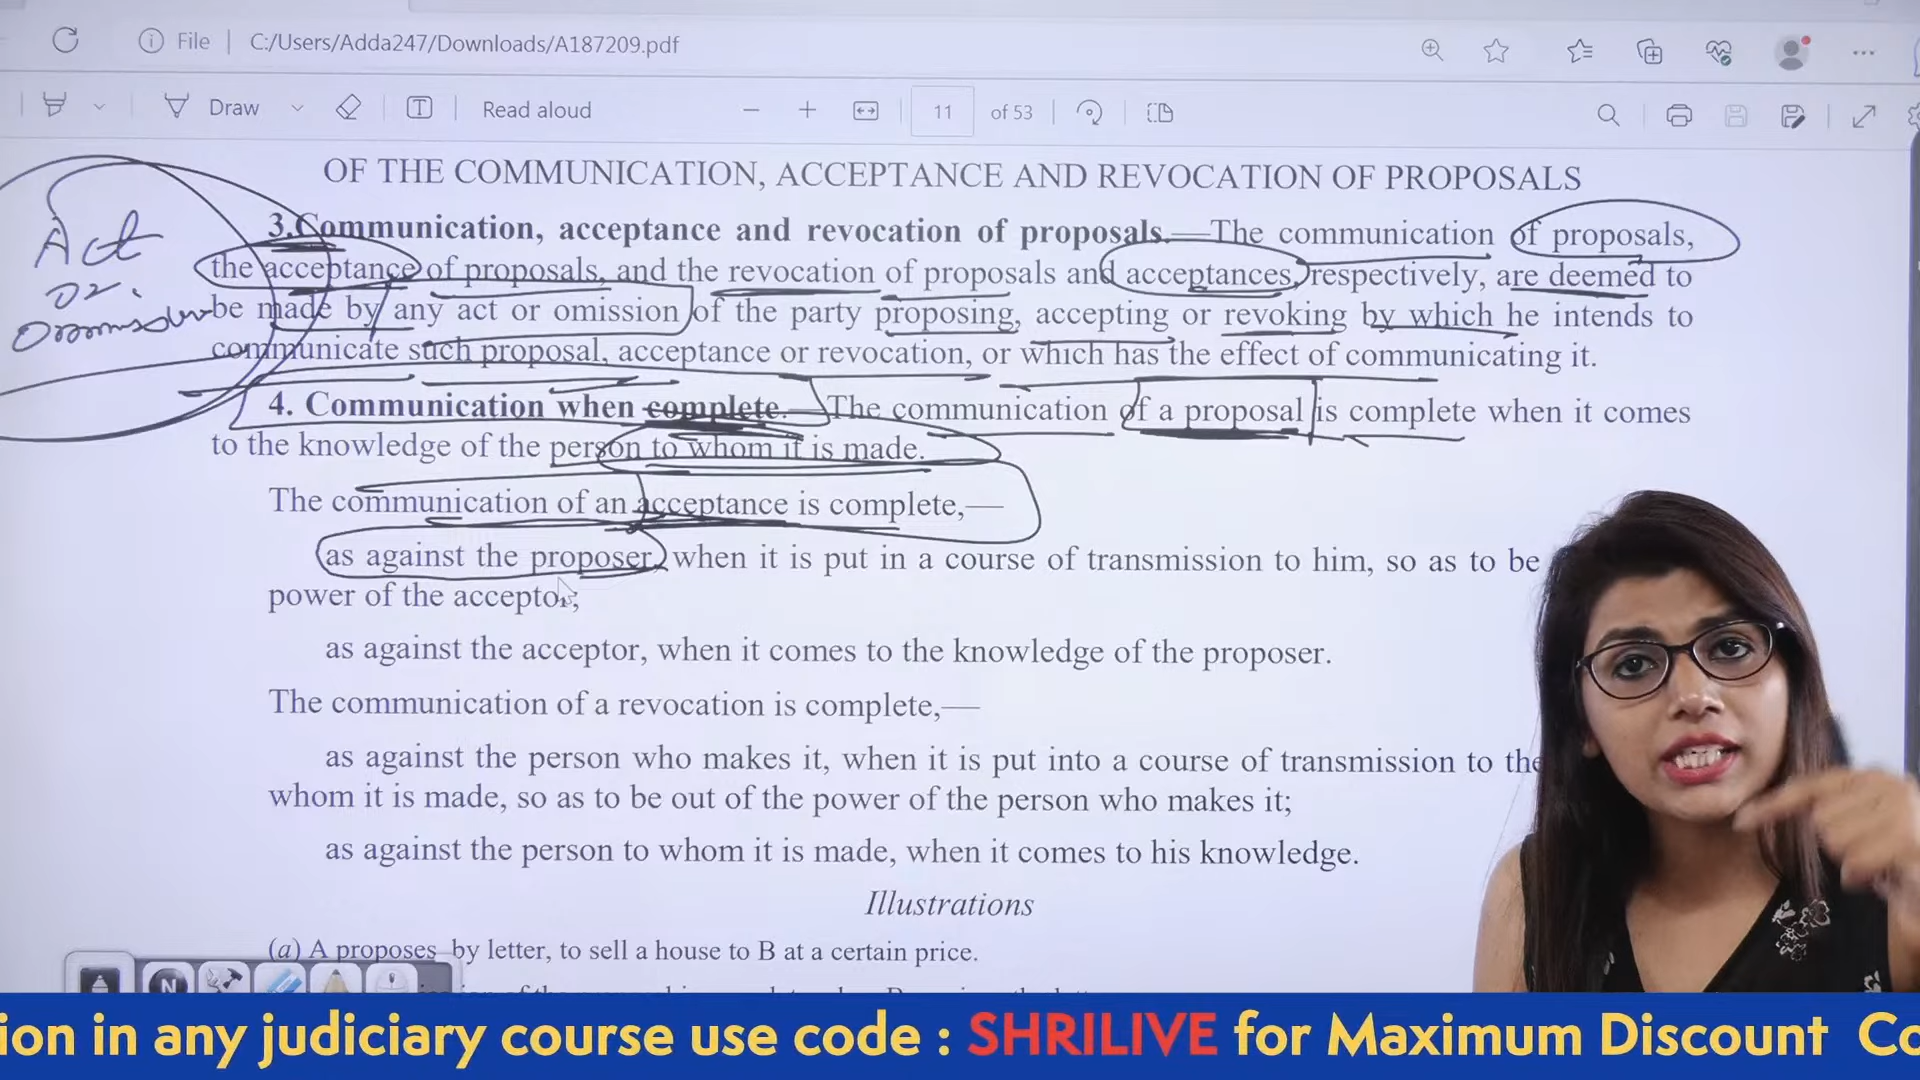 File
C:/Users/Adda247/Downloads/A187209.pdf
Draw
Read aloud
11
of 53
OF THE COMMUNICATION, ACCEPTANCE AND REVOCATION OF PROPOSALS
3.Communication, acceptance and revocation of proposals.—The communication of proposals,
the acceptance of proposals, and the revocation of proposals and acceptances, respectively, are deemed to
be made by any act or omission of the party proposing, accepting or revoking by which he intends to
communicate such proposal, acceptance or revocation, or which has the effect of communicating it.
Act
or
4. Communication when complete.—The communication of a proposal is complete when it comes
to the knowledge of the person to whom it is made.
The communication of an acceptance is complete,—
as against the proposer, when it is put in a course of transmission to him, so as to be
power of the acceptor;
as against the acceptor, when it comes to the knowledge of the proposer.
The communication of a revocation is complete,—
as against the person who makes it, when it is put into a course of transmission to the
whom it is made, so as to be out of the power of the person who makes it;
as against the person to whom it is made, when it comes to his knowledge.
Illustrations
(a) A proposes by letter, to sell a house to B at a certain price.
ion in any judiciary course use code : SHRILIVE for Maximum Discount Co